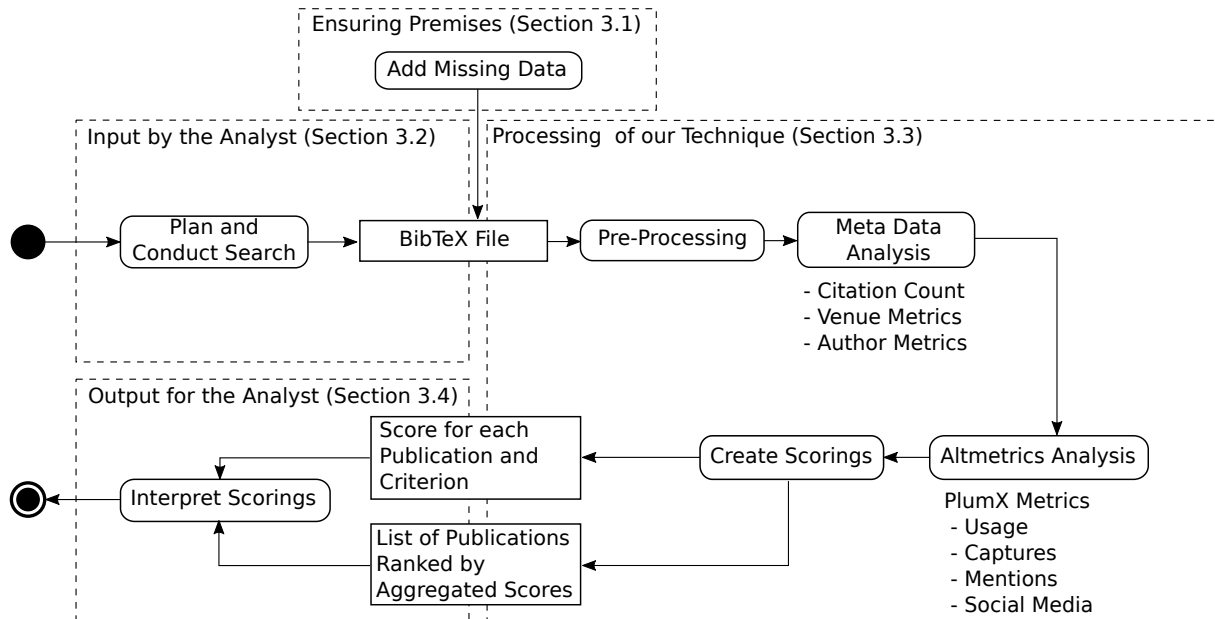 Ensuring Premises (Section 3.1)
Add Missing Data
Input by the Analyst (Section 3.2)
Processing of our Technique (Section 3.3)
Plan and
Conduct Search
BibTeX File
Pre-Processing
Meta Data
Analysis
- Citation Count
- Venue Metrics
- Author Metrics
Output for the Analyst (Section 3.4)
Score for each
Publication and
Criterion
Create Scorings
Altmetrics Analysis
Interpret Scorings
PlumX Metrics
- Usage
- Captures
- Mentions
- Social Media
List of Publications
Ranked by
Aggregated Scores